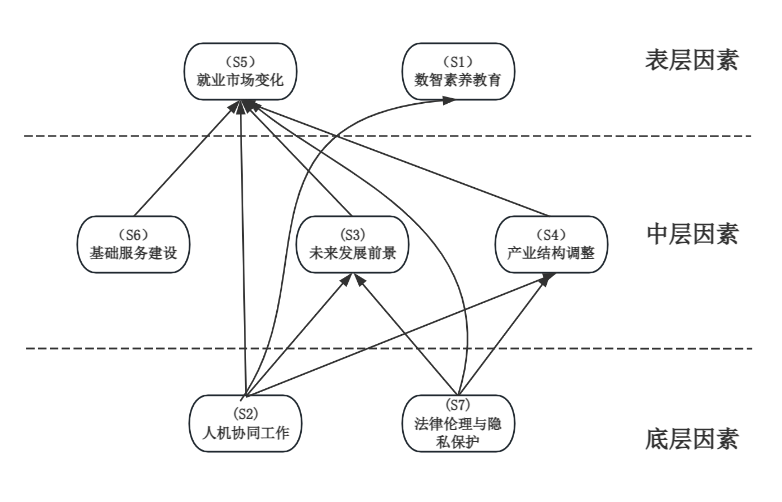 （S5）
就业市场变化
（S1）
数智素养教育
表层因素
（S6）
基础服务建设
(S3)
未来发展前景
（S4）
产业结构调整
中层因素
(S2)
人机协同工作
(S7)
法律伦理与隐
私保护
底层因素